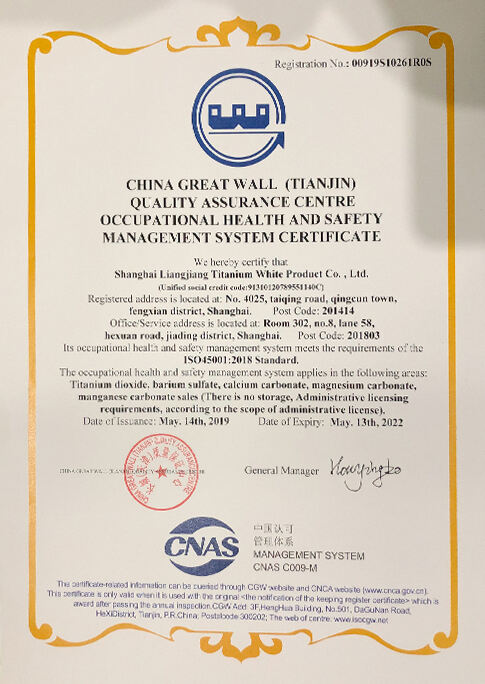 Registration No.: 00919S10261R0S
CHINA GREAT WALL (TIANJIN)
QUALITY ASSURANCE CENTRE
OCCUPATIONAL HEALTH AND SAFETY
MANAGEMENT SYSTEM CERTIFICATE
We hereby certify that
Shanghai Liangjiang Titanium White Product Co. , Ltd.
(Unified social credit code:91310120789551140C)
Registered address is located at: No. 4025, taiqing road, qingcun town,
fengxian district, Shanghai. Post Code: 201414
Office/Service address is located at: Room 302, no.8, lane 58,
hexuan road, jiading district, Shanghai. Post Code: 201803
Its occupational health and safety management system meets the requirements of the
ISO45001:2018 Standard.
The occupational health and safety management system applies in the following areas:
Titanium dioxide, barium sulfate, calcium carbonate, magnesium carbonate,
manganese carbonate sales (There is no storage, Administrative licensing
requirements, according to the scope of administrative license).
Date of Issuance: May. 14th, 2019 Date of Expiry: May. 13th, 2022
CHINA GREAT WALL (TIANJIN) QUALITY ASSURANCE CENTRE
General Manager
CNAS
中国认可
管理体系
MANAGEMENT SYSTEM
CNAS C009-M
The certificate-related information can be queried through CGW website and CNCA website (www.cnca.gov.cn).
This certificate is only valid when it is used with the original <the notification of the keeping register certificate> which is
award after passing the annual inspection.CGW Add: 3F,HengHua Building, No.501, DaGuNan Road,
HeXiDistrict, Tianjin, P.R.China; Postalcode:300202; The web of centre: www.isocgw.net